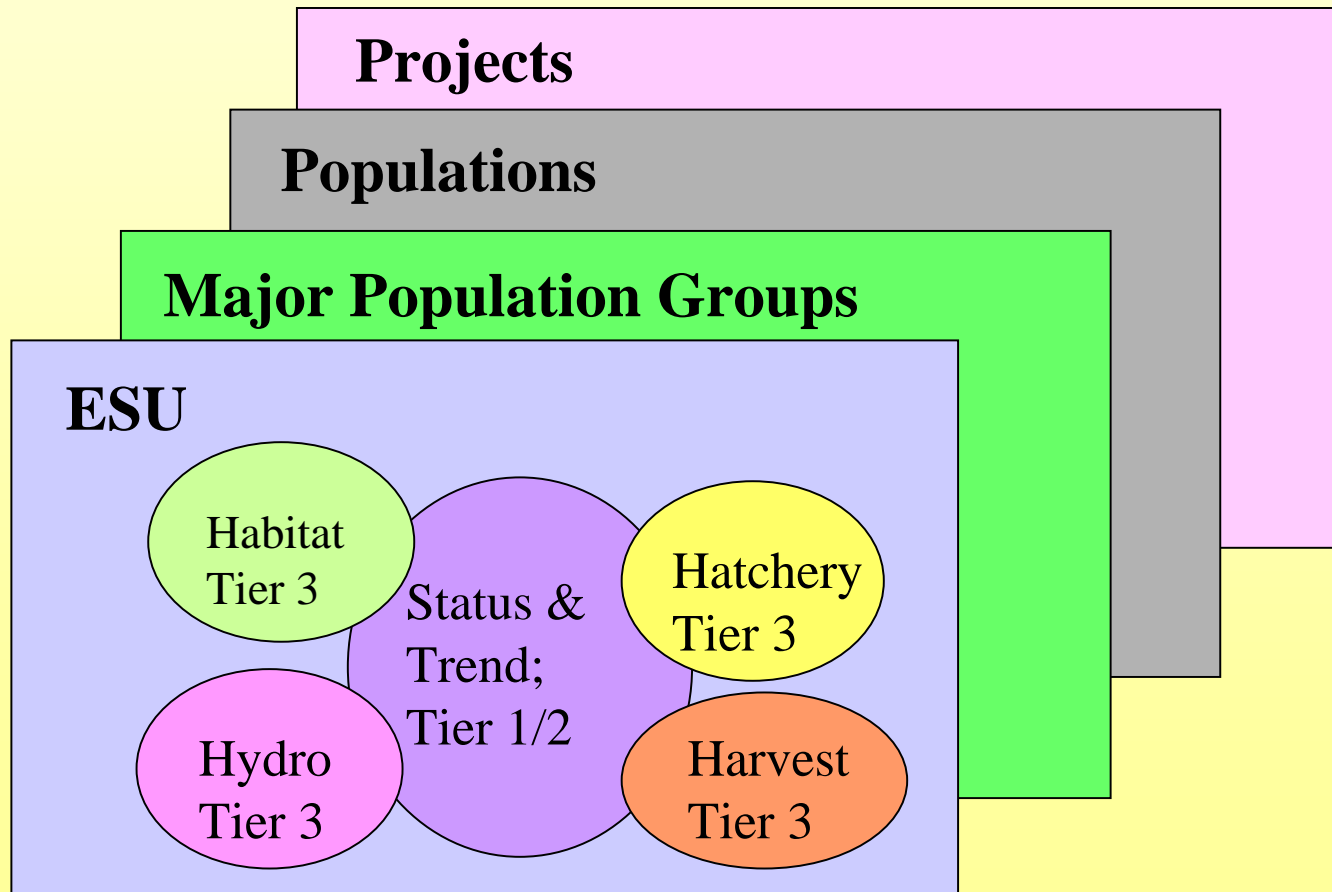 Projects
Populations
Major Population Groups
ESU
Habitat
Tier 3
Status &
Trend;
Tier 1/2
Hatchery
Tier 3
Hydro
Tier 3
Harvest
Tier 3